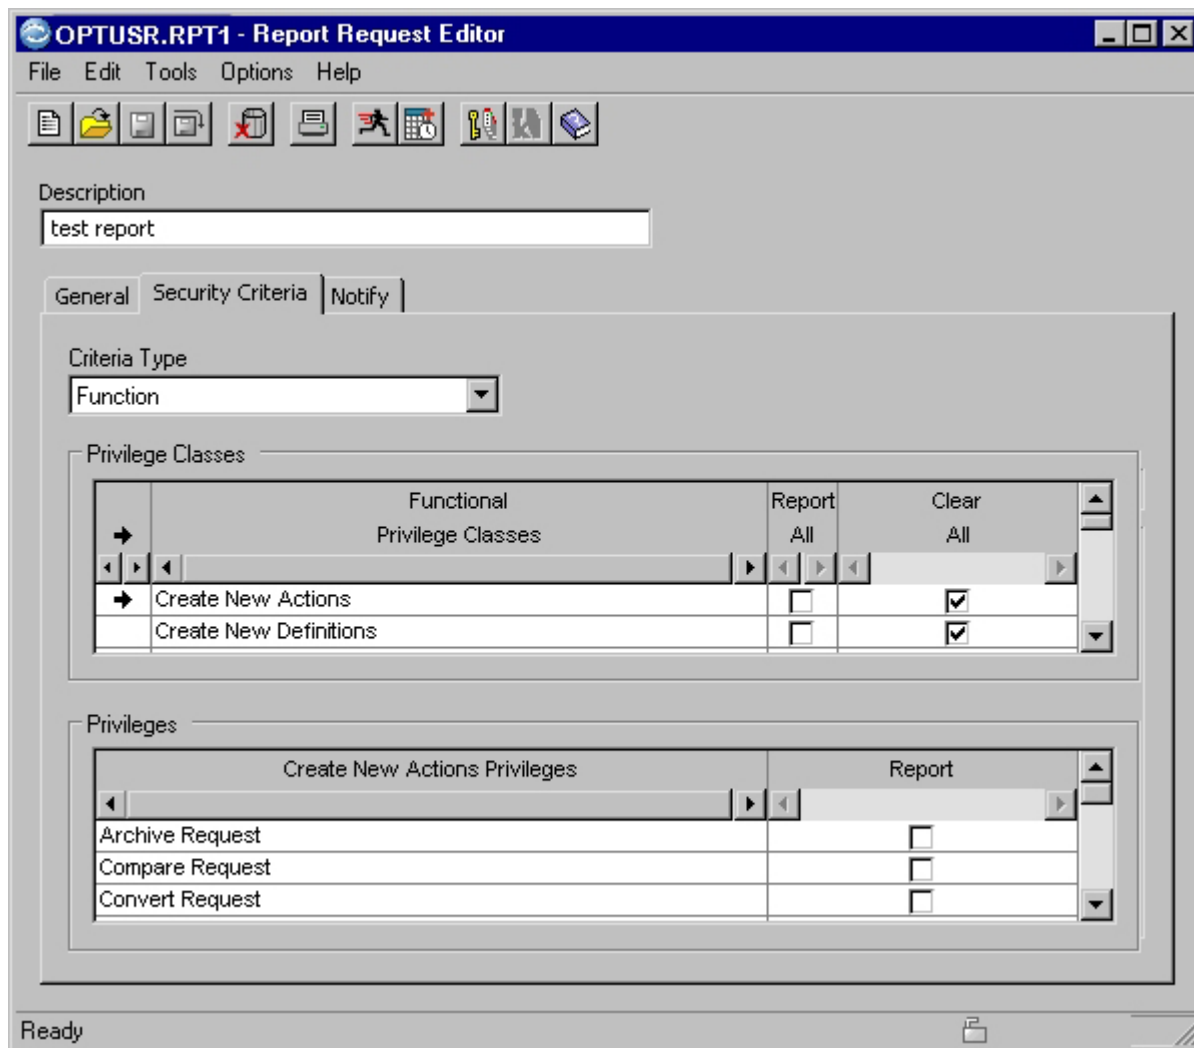 OPTUSR.RPT1 - Report Request Editor
File Edit Tools Options Help
Description
test report
General Security Criteria Notify
Criteria Type
Function
Privilege Classes
Functional Report Clear
Privilege Classes All All
Create New Actions
Create New Definitions
Privileges
Create New Actions Privileges Report
Archive Request
Compare Request
Convert Request
Ready